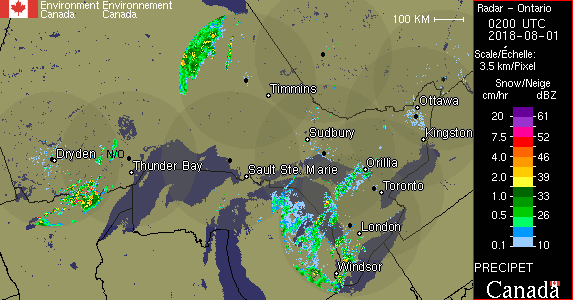 Environment Environnement
Canada Canada
Radar - Ontario
0200 UTC
2018-08-01
Scale/Échelle:
3.5 km/Pixel
Snow/Neige
cm/hr dBZ
20 61
7.5 52
4.0 46
2.0 39
1.0 33
0.5 26
0.1 10
PRECIPET
Canada
100 KM
Timmins
Ottawa
Sudbury
Kingston
Dryden
Thunder Bay
Sault Ste. Marie
Orillia
Toronto
London
Windsor